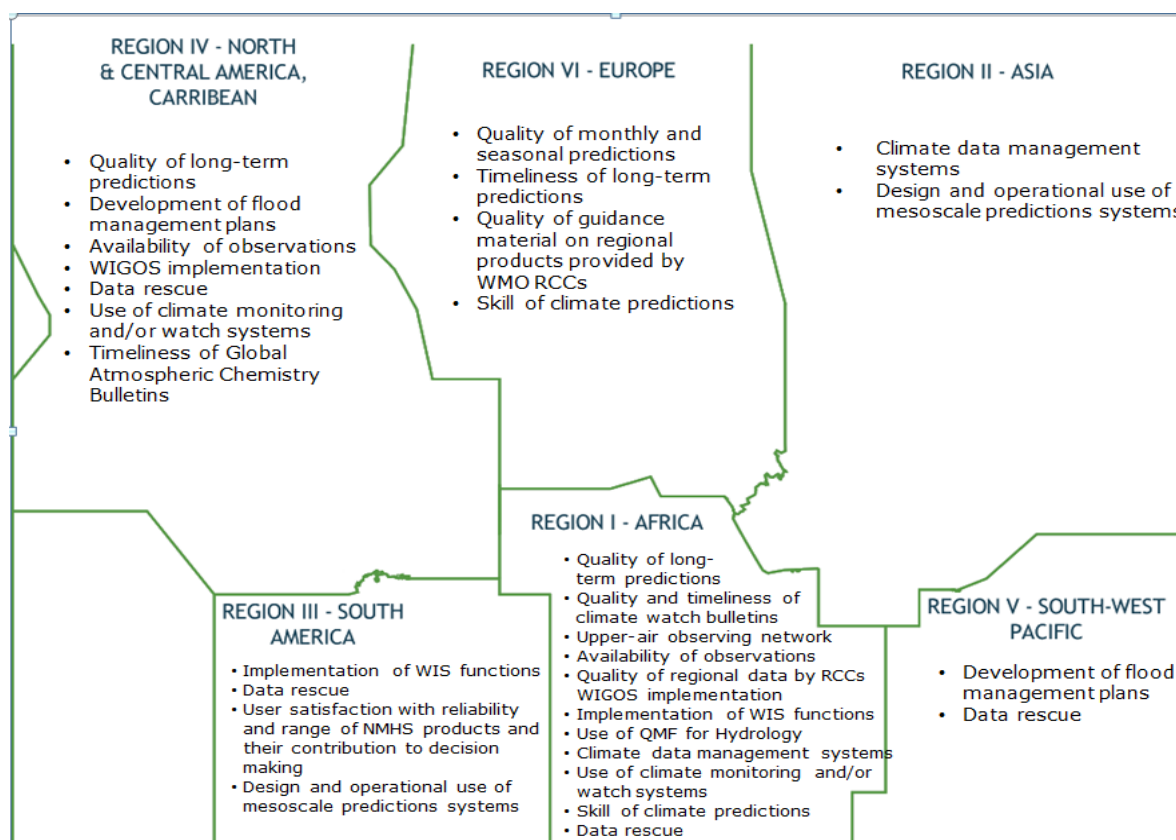 REGION IV - NORTH
& CENTRAL AMERICA,
CARRIBEAN
• Quality of long-term
predictions
• Development of flood
management plans
• Availability of observations
• WIGOS implementation
• Data rescue
• Use of climate monitoring
and/or watch systems
• Timeliness of Global
Atmospheric Chemistry
Bulletins
REGION VI - EUROPE
• Quality of monthly and
seasonal predictions
• Timeliness of long-term
predictions
• Quality of guidance
material on regional
products provided by
WMO RCCs
• Skill of climate predictions
REGION II - ASIA
• Climate data management
systems
• Design and operational use of
mesoscale predictions systems
REGION III - SOUTH
AMERICA
• Implementation of WIS functions
• Data rescue
• User satisfaction with reliability
and range of NMHS products and
their contribution to decision
making
• Design and operational use of
mesoscale predictions systems
REGION I - AFRICA
• Quality of long-
term predictions
• Quality and timeliness of
climate watch bulletins
• Upper-air observing network
• Availability of observations
• Quality of regional data by RCCs
WIGOS implementation
• Implementation of WIS functions
• Use of QMF for Hydrology
• Climate data management systems
• Use of climate monitoring and/or
watch systems
• Skill of climate predictions
• Data rescue
REGION V - SOUTH-WEST
PACIFIC
• Development of flood
management plans
• Data rescue